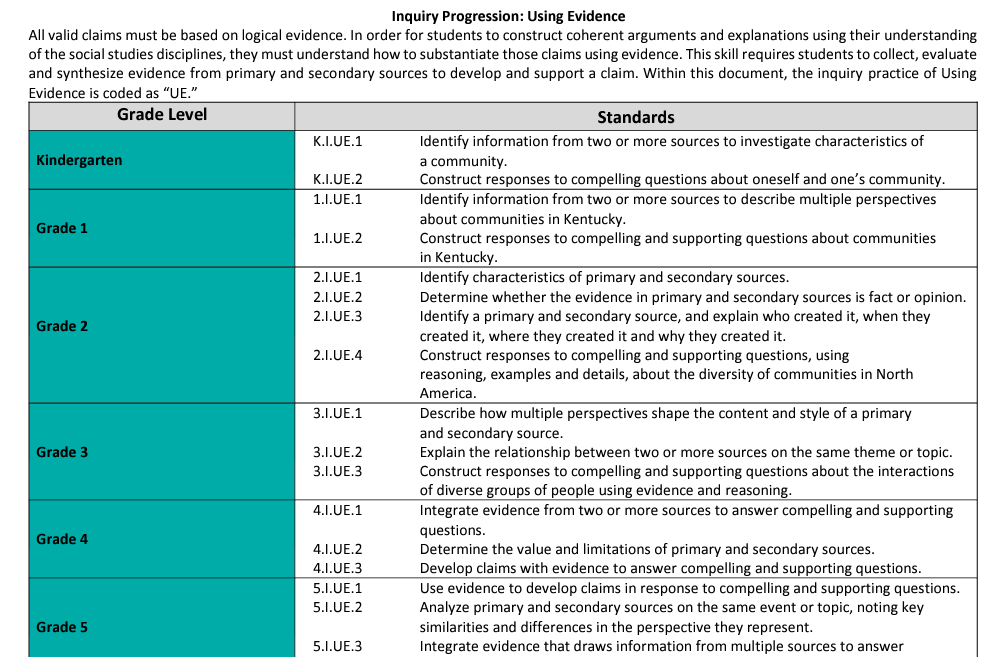 Inquiry Progression: Using Evidence
All valid claims must be based on logical evidence. In order for students to construct coherent arguments and explanations using their understanding
of the social studies disciplines, they must understand how to substantiate those claims using evidence. This skill requires students to collect, evaluate
and synthesize evidence from primary and secondary sources to develop and support a claim. Within this document, the inquiry practice of Using
Evidence is coded as “UE.”
Grade Level Standards
Kindergarten
K.I.UE.1 Identify information from two or more sources to investigate characteristics of
a community.
K.I.UE.2 Construct responses to compelling questions about oneself and one’s community.
Grade 1
1.I.UE.1 Identify information from two or more sources to describe multiple perspectives
about communities in Kentucky.
1.I.UE.2 Construct responses to compelling and supporting questions about communities
in Kentucky.
Grade 2
2.I.UE.1 Identify characteristics of primary and secondary sources.
2.I.UE.2 Determine whether the evidence in primary and secondary sources is fact or opinion.
2.I.UE.3 Identify a primary and secondary source, and explain who created it, when they
created it, where they created it and why they created it.
2.I.UE.4 Construct responses to compelling and supporting questions, using
reasoning, examples and details, about the diversity of communities in North
America.
Grade 3
3.I.UE.1 Describe how multiple perspectives shape the content and style of a primary
and secondary source.
3.I.UE.2 Explain the relationship between two or more sources on the same theme or topic.
3.I.UE.3 Construct responses to compelling and supporting questions about the interactions
of diverse groups of people using evidence and reasoning.
Grade 4
4.I.UE.1 Integrate evidence from two or more sources to answer compelling and supporting
questions.
4.I.UE.2 Determine the value and limitations of primary and secondary sources.
4.I.UE.3 Develop claims with evidence to answer compelling and supporting questions.
Grade 5
5.I.UE.1 Use evidence to develop claims in response to compelling and supporting questions.
5.I.UE.2 Analyze primary and secondary sources on the same event or topic, noting key
similarities and differences in the perspective they represent.
5.I.UE.3 Integrate evidence that draws information from multiple sources to answer